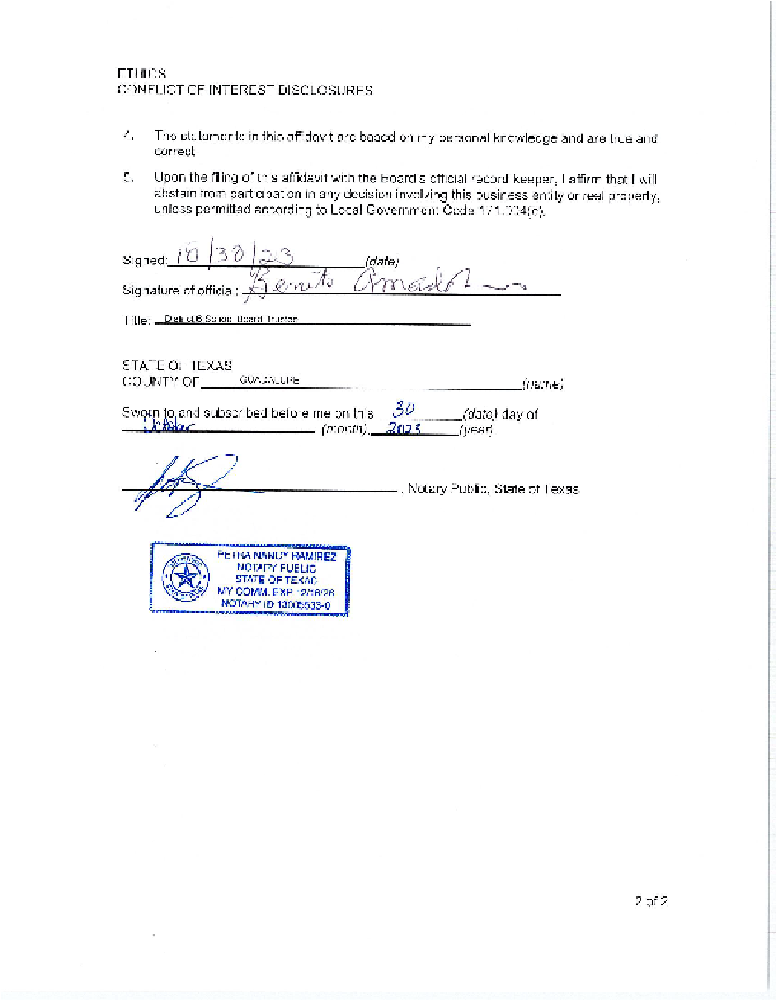 ETHICS
CONFLICT OF INTEREST DISCLOSURES
4. The statements in this affidavit are based on my personal knowledge and are true and
correct.
5. Upon the filing of this affidavit with the Board's official record keeper, I affirm that I will
abstain from participation in any decision involving this business entity or real property,
unless permitted according to Local Government Code 171.004(c).
Signed: 10/30/23 (date)
Signature of official: Benito Amador
Title: District 6 School Board Trustee
STATE OF TEXAS
COUNTY OF GUADALUPE (name)
Sworn to and subscribed before me on this 30 (date) day of
October (month), 2023 (year).
, Notary Public, State of Texas
PETRA NANCY RAMIREZ
NOTARY PUBLIC
STATE OF TEXAS
MY COMM. EXP. 12/16/26
NOTARY ID 13005533-0
2 of 2